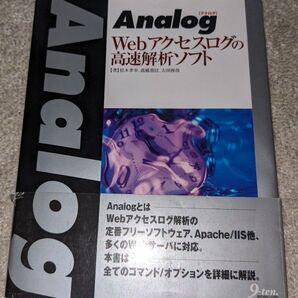 Analog
Analog
[アナログ]
Webアクセスログの
高速解析ソフト
Analogとは
Webアクセスログ解析の
定番フリーソフトウェア、Apache/IIS他、
多くのWebサーバに対応。
本書は
全てのコマンド/オプションを詳細に解説。
9-ten.